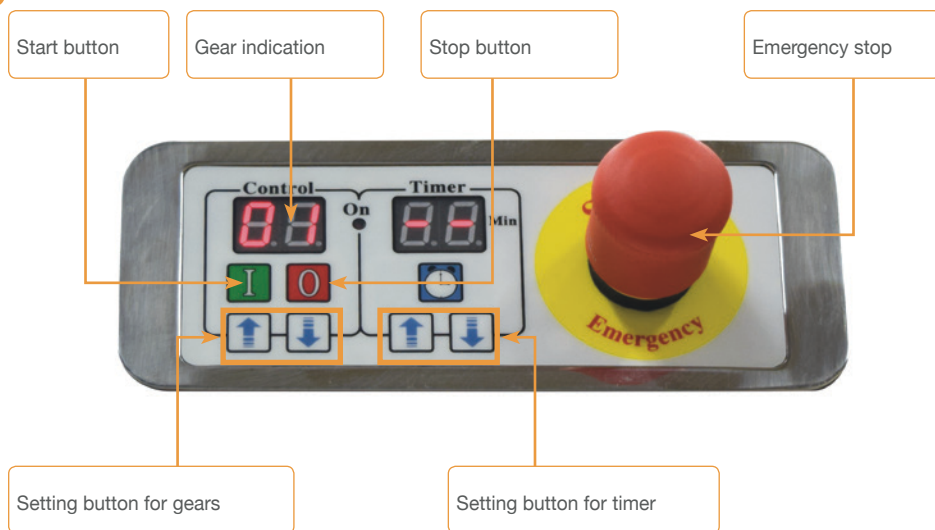 Start button
Gear indication
Stop button
Emergency stop
Control
Timer
01
On
--
Min
I
0
Emergency
Setting button for gears
Setting button for timer